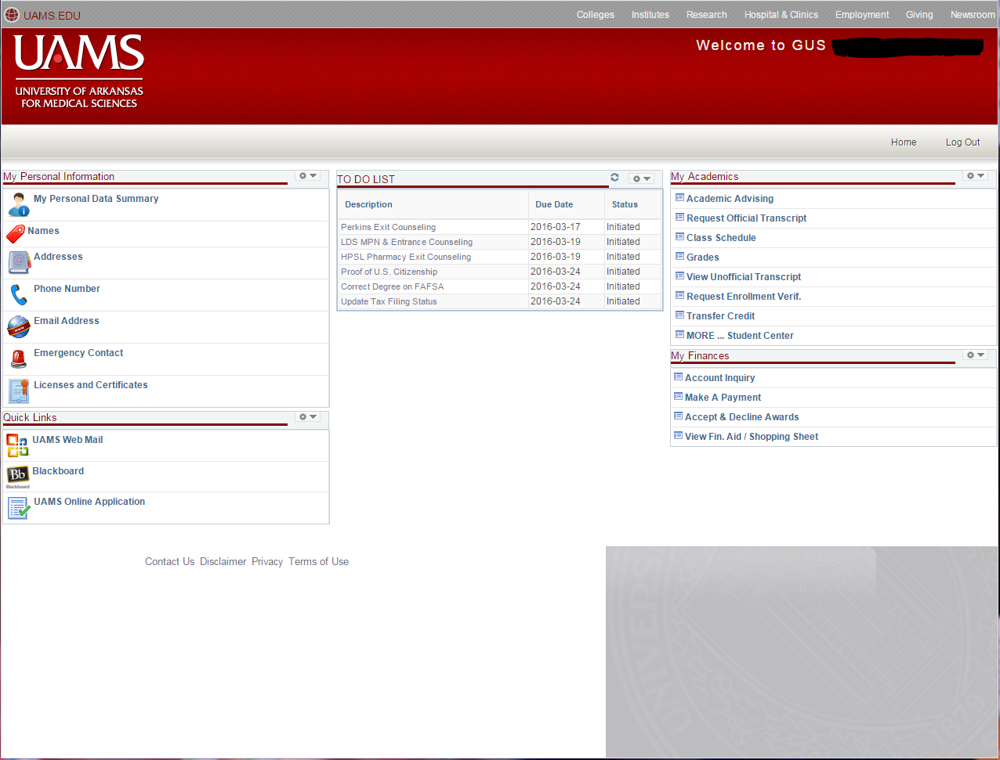 UAMS.EDU
Colleges Institutes Research Hospital & Clinics Employment Giving Newsroom
UAMS
UNIVERSITY OF ARKANSAS
FOR MEDICAL SCIENCES
Welcome to GUS
Home Log Out
My Personal Information
My Personal Data Summary
Names
Addresses
Phone Number
Email Address
Emergency Contact
Licenses and Certificates
Quick Links
UAMS Web Mail
Bb
Blackboard
Blackboard
UAMS Online Application
TO DO LIST
Description Due Date Status
Perkins Exit Counseling 2016-03-17 Initiated
LDS MPN & Entrance Counseling 2016-03-19 Initiated
HPSL Pharmacy Exit Counseling 2016-03-19 Initiated
Proof of U.S. Citizenship 2016-03-24 Initiated
Correct Degree on FAFSA 2016-03-24 Initiated
Update Tax Filing Status 2016-03-24 Initiated
My Academics
Academic Advising
Request Official Transcript
Class Schedule
Grades
View Unofficial Transcript
Request Enrollment Verif.
Transfer Credit
MORE ... Student Center
My Finances
Account Inquiry
Make A Payment
Accept & Decline Awards
View Fin. Aid / Shopping Sheet
Contact Us Disclaimer Privacy Terms of Use
1879